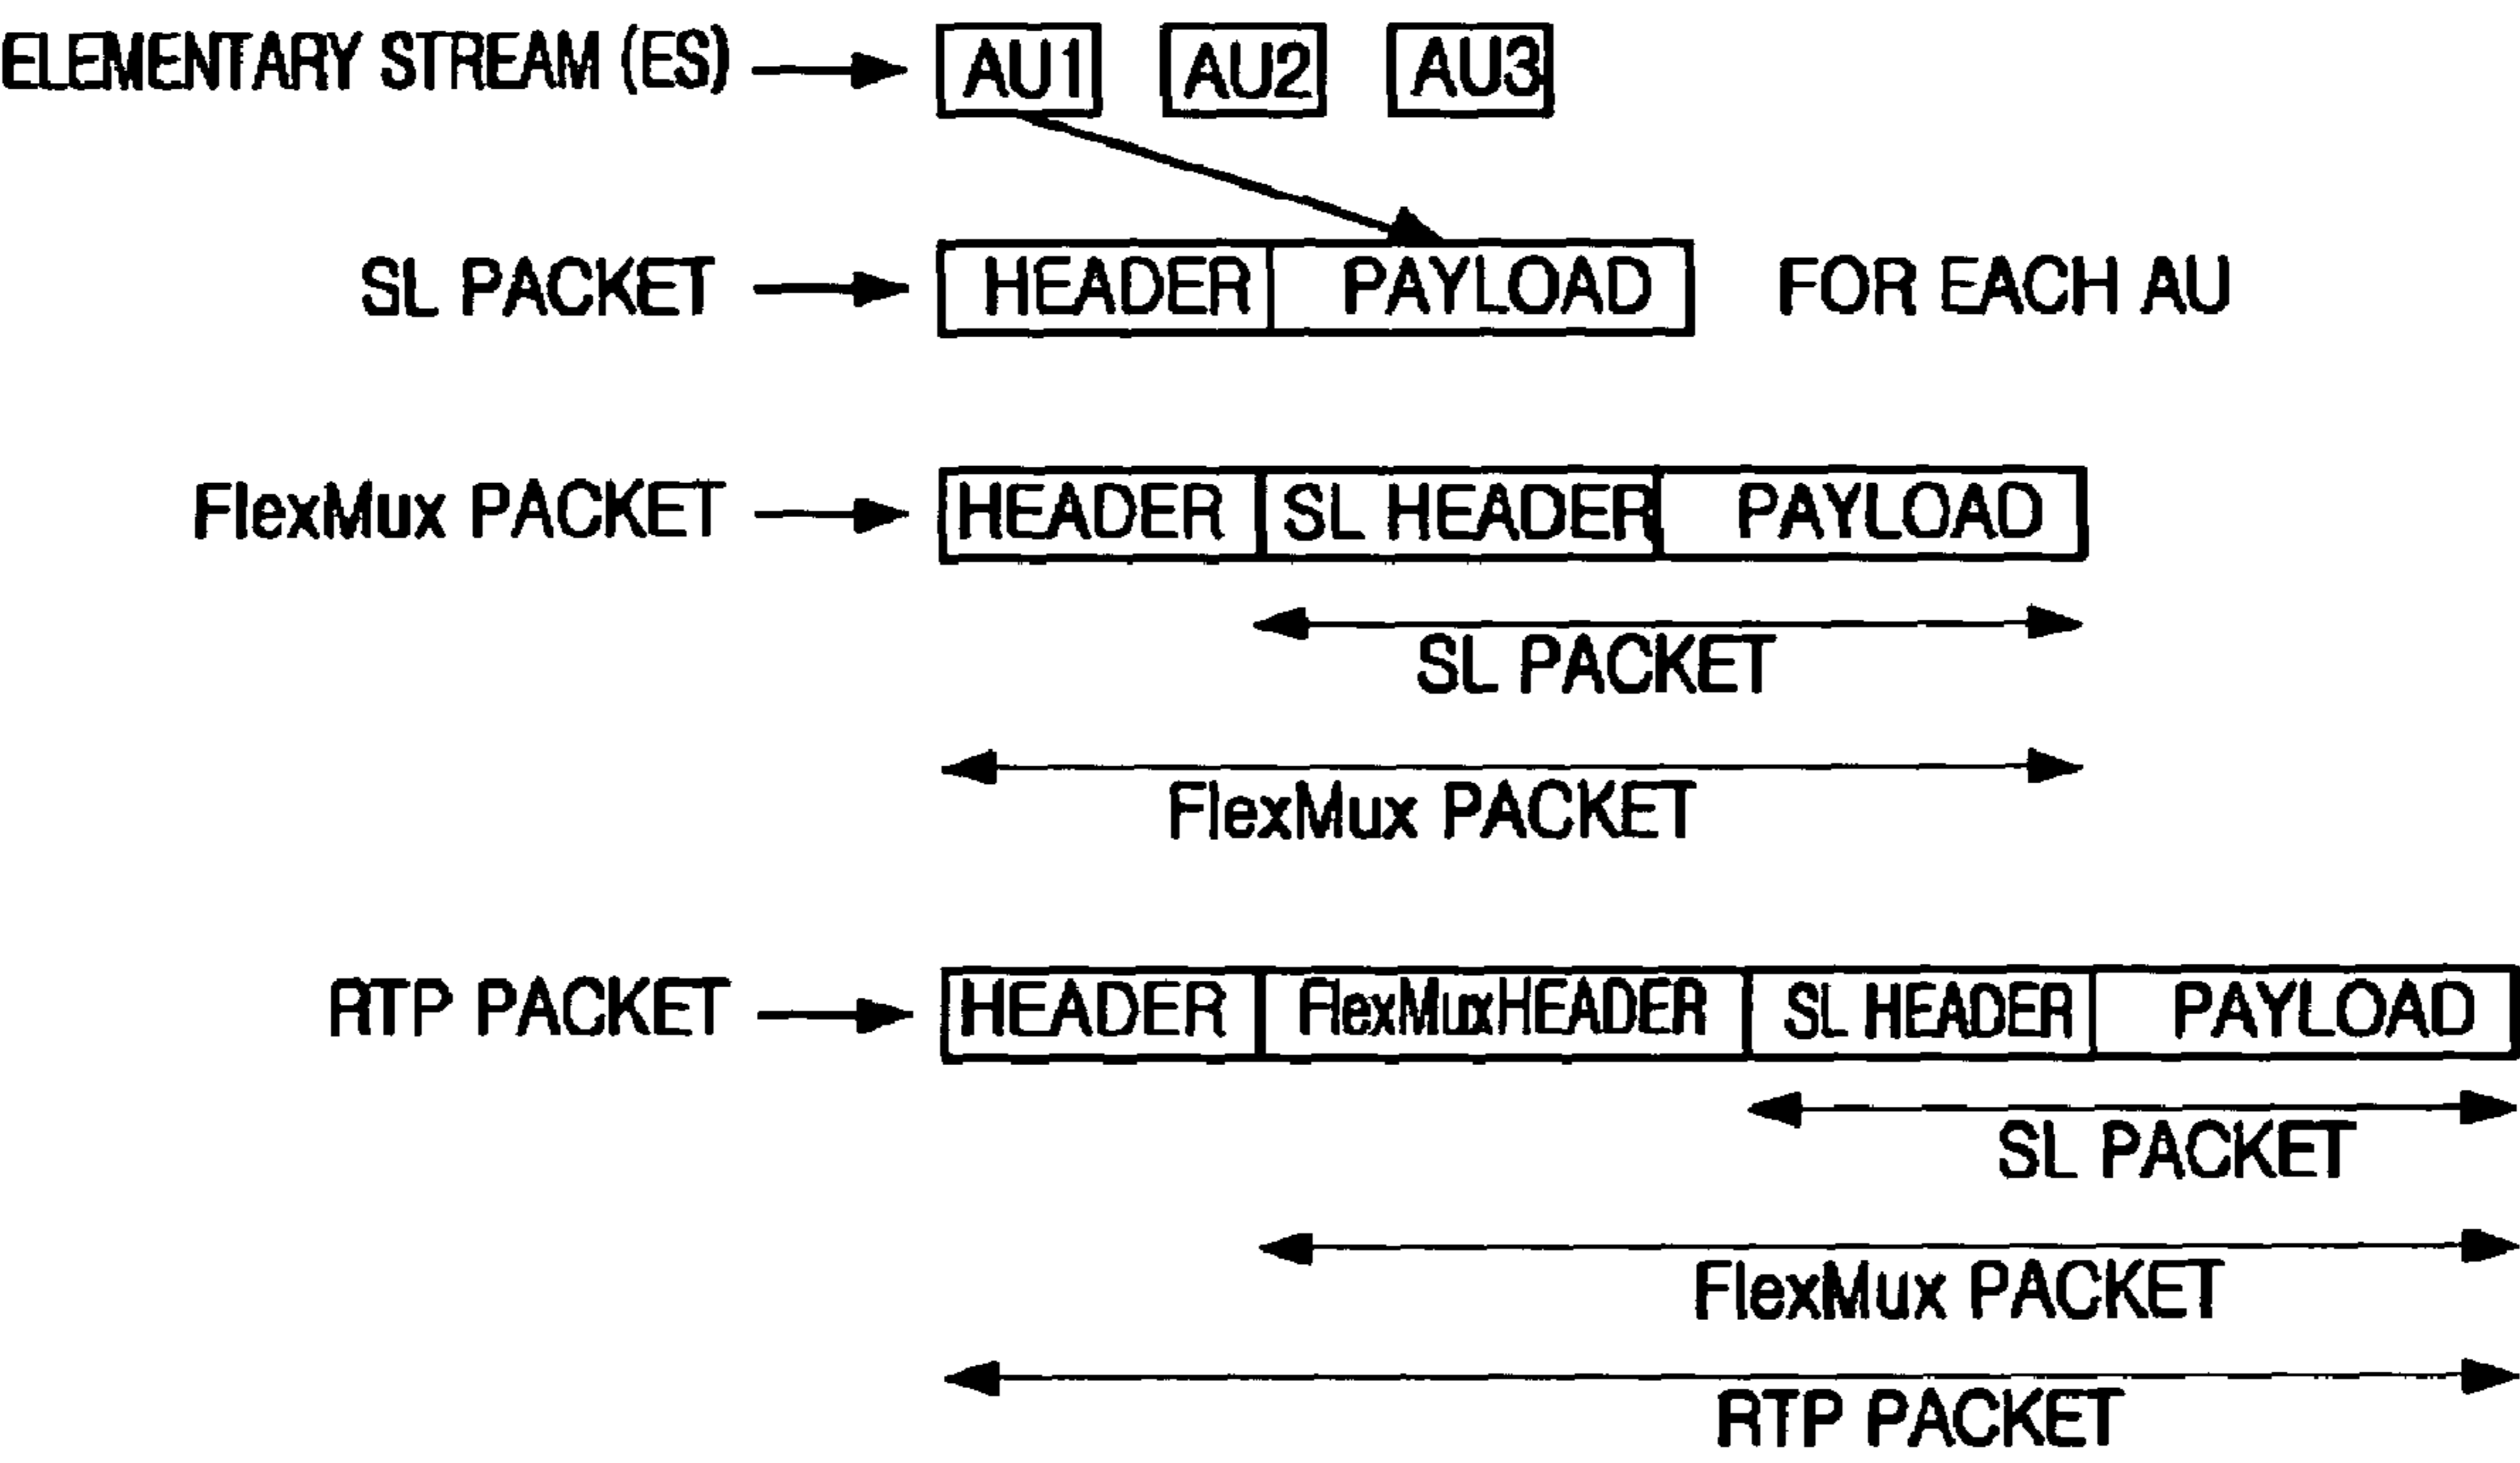 ELEMENTARY STREAM (ES) AU1 AU2 AU3
SL PACKET HEADER PAYLOAD FOR EACH AU
FlexMux PACKET HEADER SL HEADER PAYLOAD
SL PACKET
FlexMux PACKET
RTP PACKET HEADER FlexMuxHEADER SL HEADER PAYLOAD
SL PACKET
FlexMux PACKET
RTP PACKET